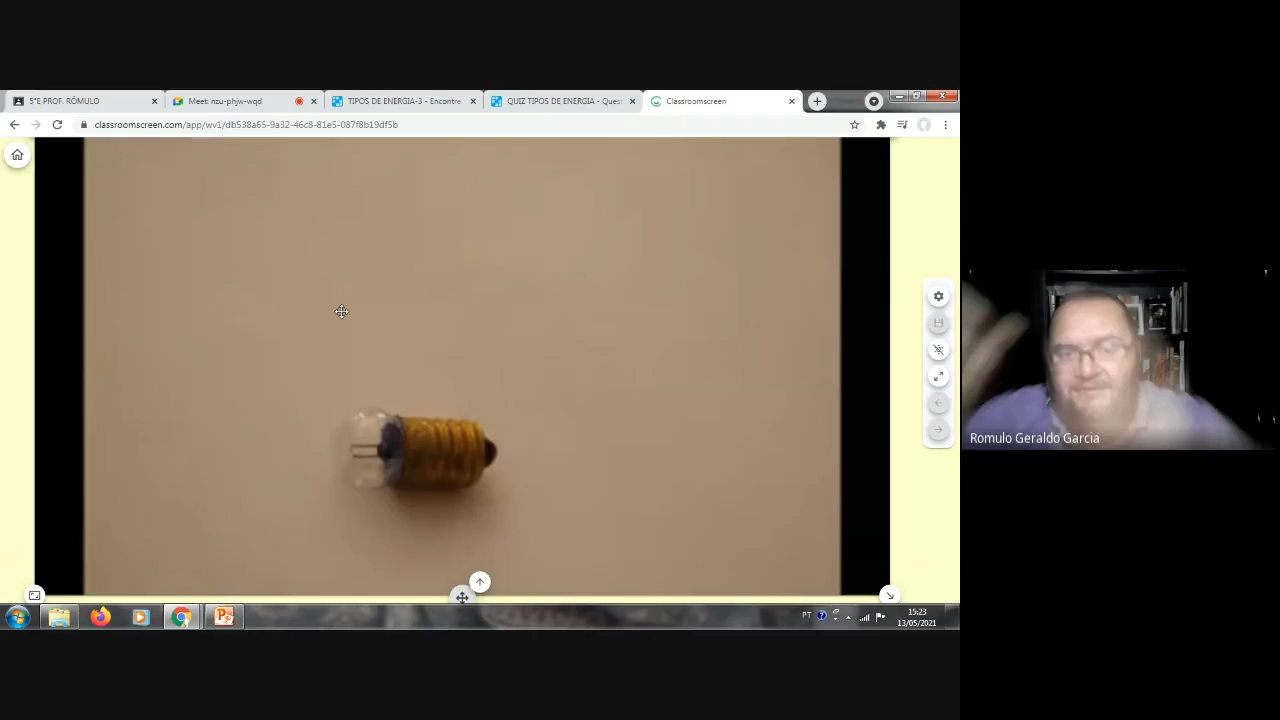 5°E PROF. RÔMULO
Meet: nzu-phjw-wqd
TIPOS DE ENERGIA-3 - Encontre
QUIZ TIPOS DE ENERGIA - Ques
Classroomscreen
classroomscreen.com/app/wv1/db538a65-9a32-46c8-81e5-087f8b19df5b
Romulo Geraldo Garcia
PT
15:23
13/05/2021